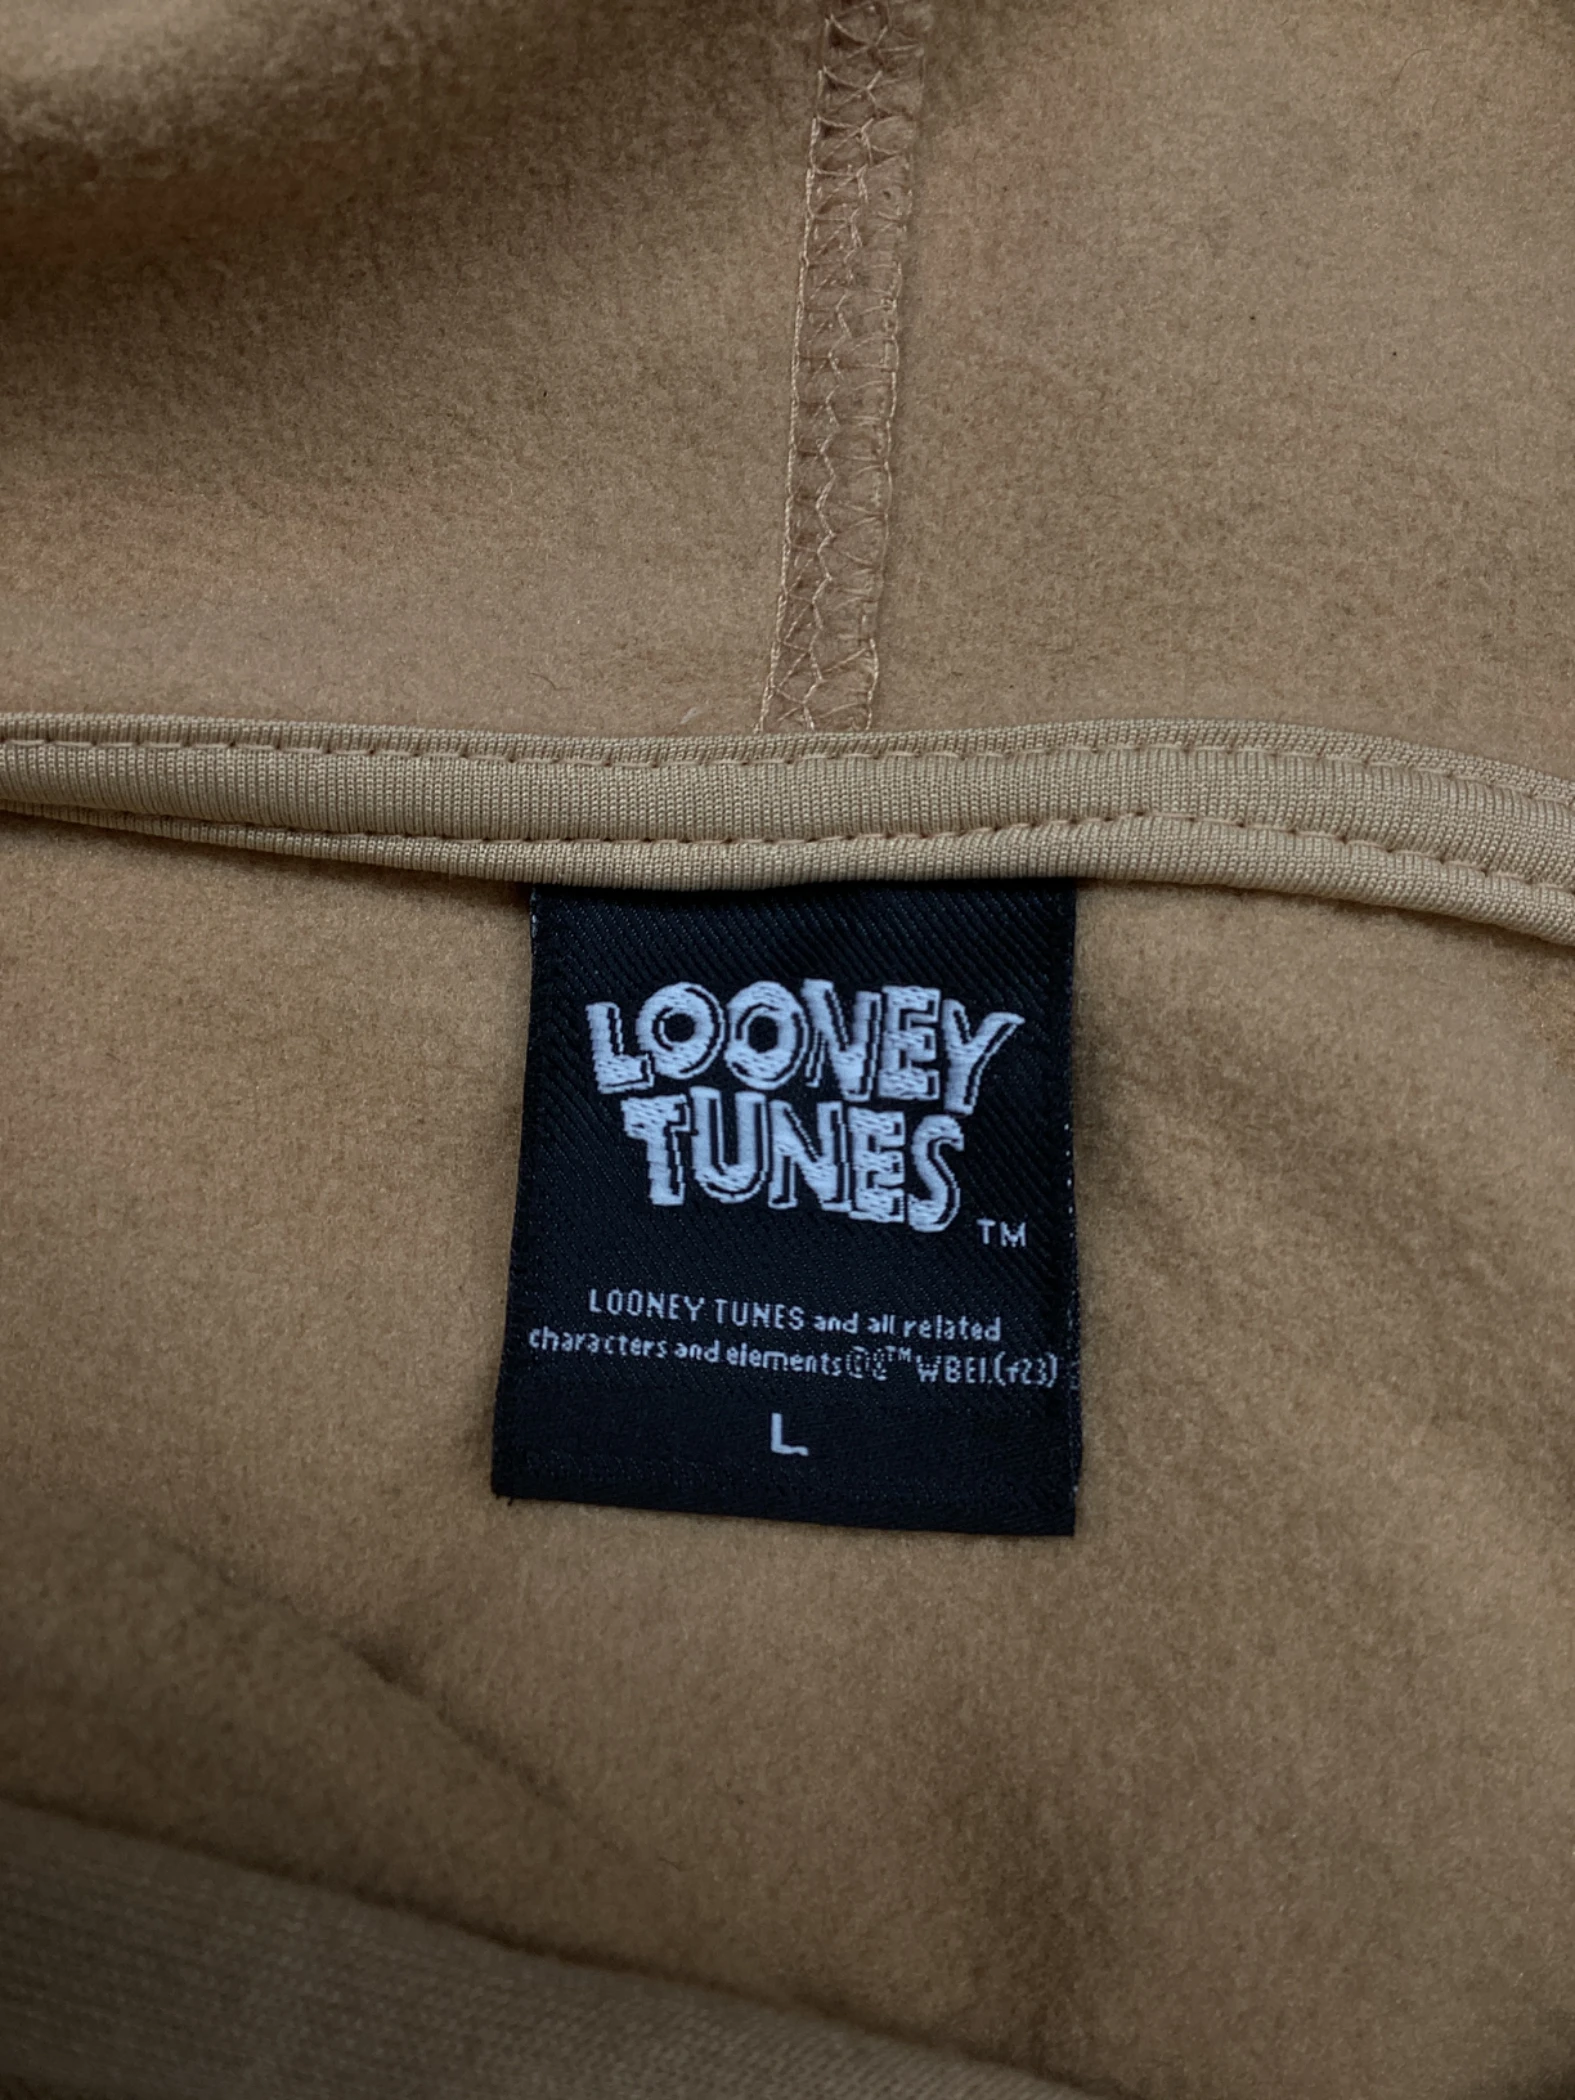 LOONEY
TUNES
TM
LOONEY TUNES and all related
characters and elements © & ™ WBEI. (s23)
L